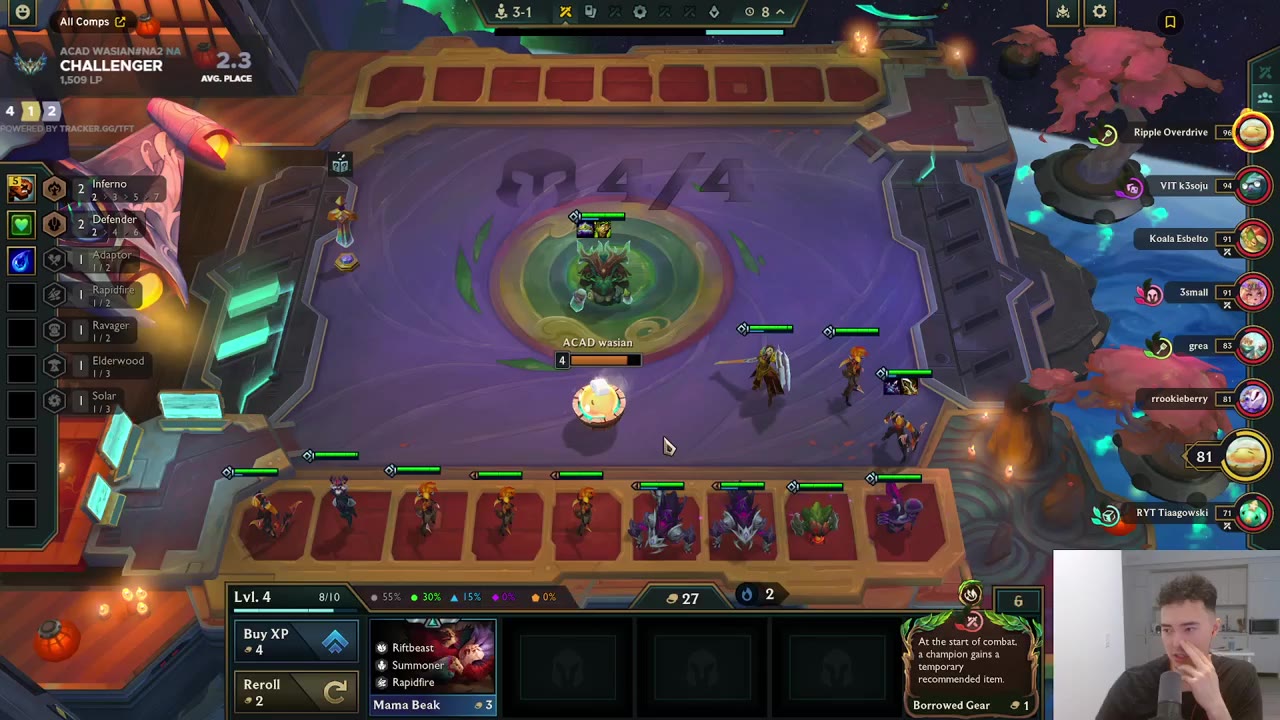 All Comps
ACAD WASIAN#NA2 NA
CHALLENGER
1,509 LP
2.3
AVG. PLACE
4 1 2
POWERED BY TRACKER.GG/TFT
3-1
8
4/4
5
2 Inferno
2 > 3 > 5 > 7
2 Defender
2 > 4 > 6
1 Adaptor
1 / 2
1 Rapidfire
1 / 2
1 Ravager
1 / 2
1 Elderwood
1 / 3
1 Solar
1 / 3
ACAD wasian
4
Ripple Overdrive 96
VIT k3soju 94
Koala Esbelto 91
3small 91
grea 83
rrookieberry 81
81
RYT Tiaagowski 71
Lvl. 4 8/10
55% 30% 15% 0% 0%
27
2
6
Buy XP
4
Reroll
2
Riftbeast
Summoner
Rapidfire
Mama Beak 3
At the start of combat,
a champion gains a
temporary
recommended item.
Borrowed Gear 1